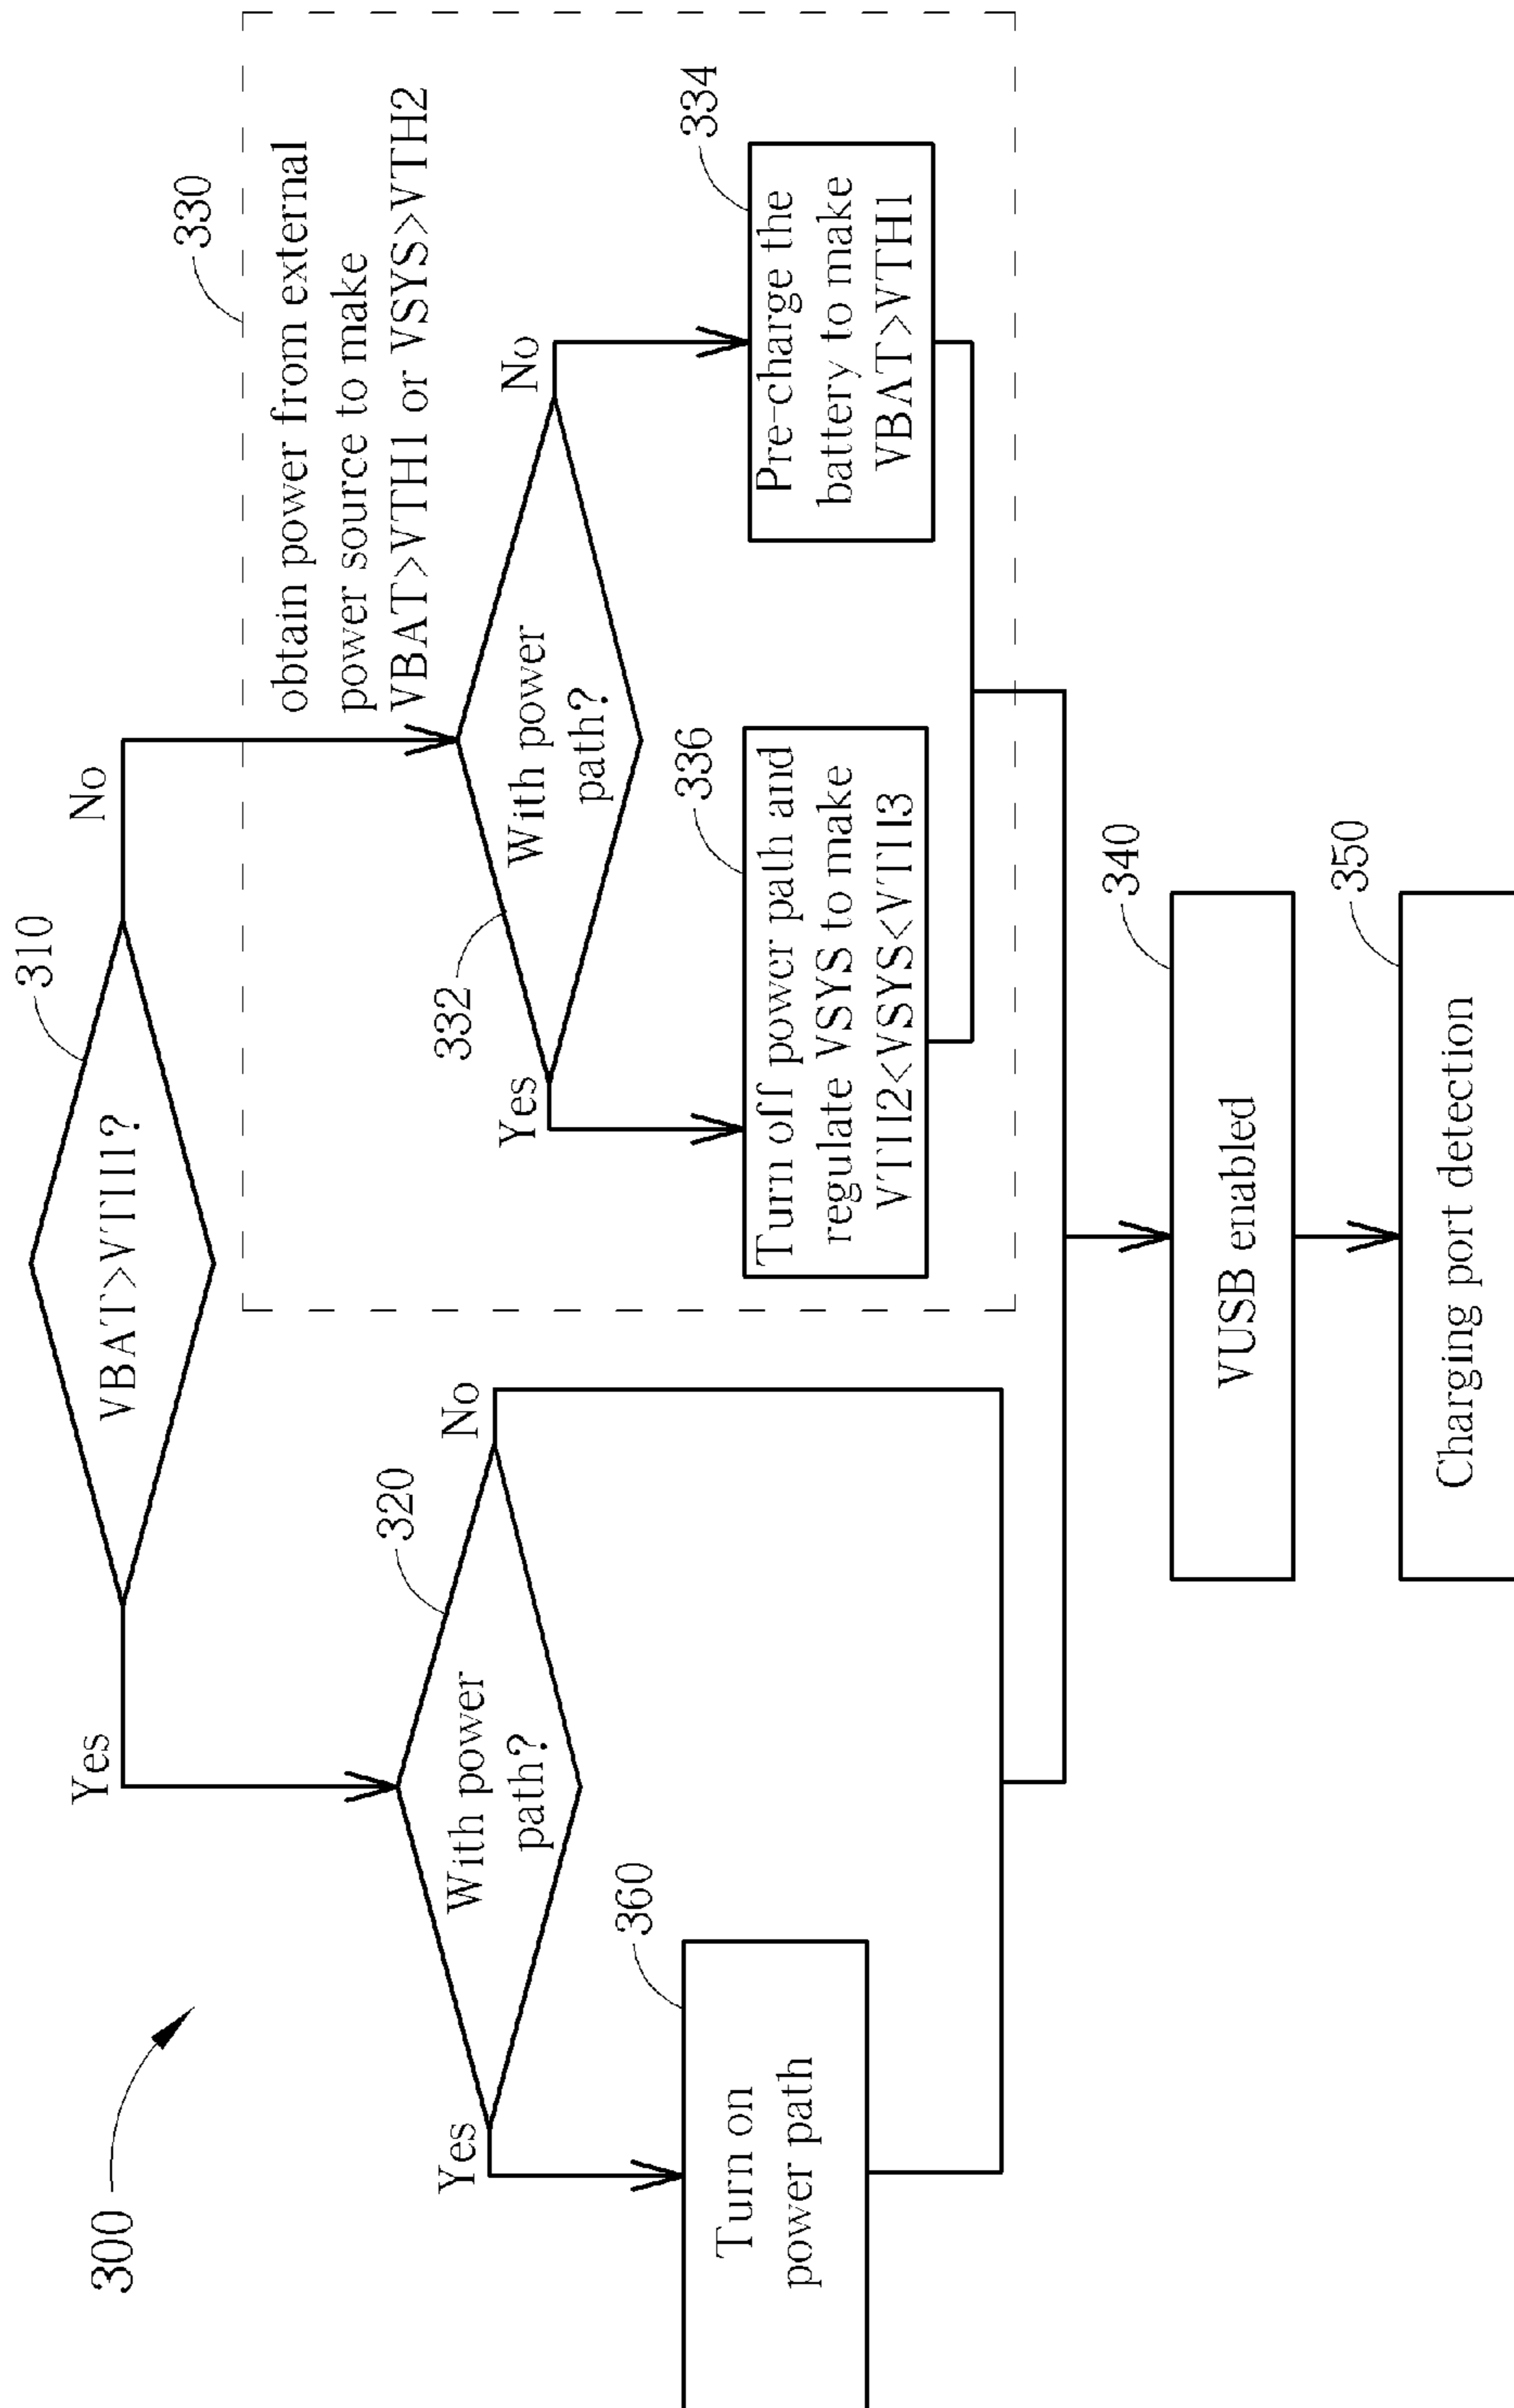 300
310
VBAT>VTH1?
Yes
No
330
obtain power from external
power source to make
VBAT>VTH1 or VSYS>VTH2
320
With power
path?
Yes
No
332
With power
path?
Yes
No
360
Turn on
power path
336
Turn off power path and
regulate VSYS to make
VTH2<VSYS<VTH3
334
Pre-charge the
battery to make
VBAT>VTH1
340
VUSB enabled
350
Charging port detection